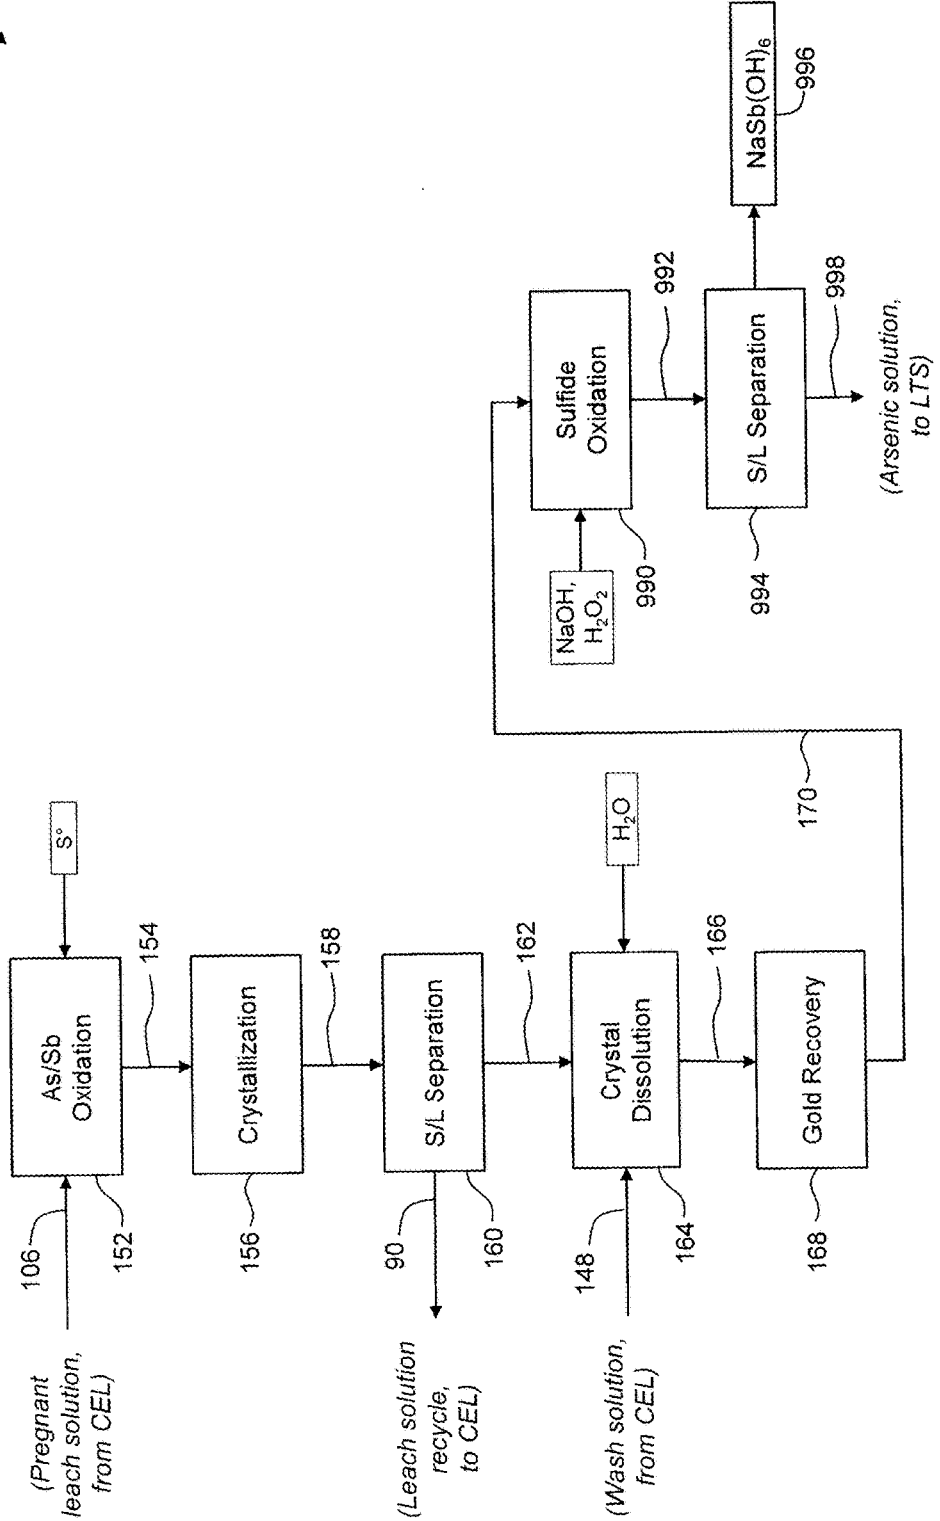 (Pregnant
leach solution,
from CEL)
106
As/Sb
Oxidation
S°
152
154
Crystallization
156
158
S/L Separation
90
(Leach solution
recycle,
to CEL)
160
162
(Wash solution,
from CEL)
148
Crystal
Dissolution
H₂O
164
166
Gold Recovery
168
170
NaOH,
H₂O₂
Sulfide
Oxidation
990
992
S/L Separation
994
NaSb(OH)₆
996
998
(Arsenic solution,
to LTS)